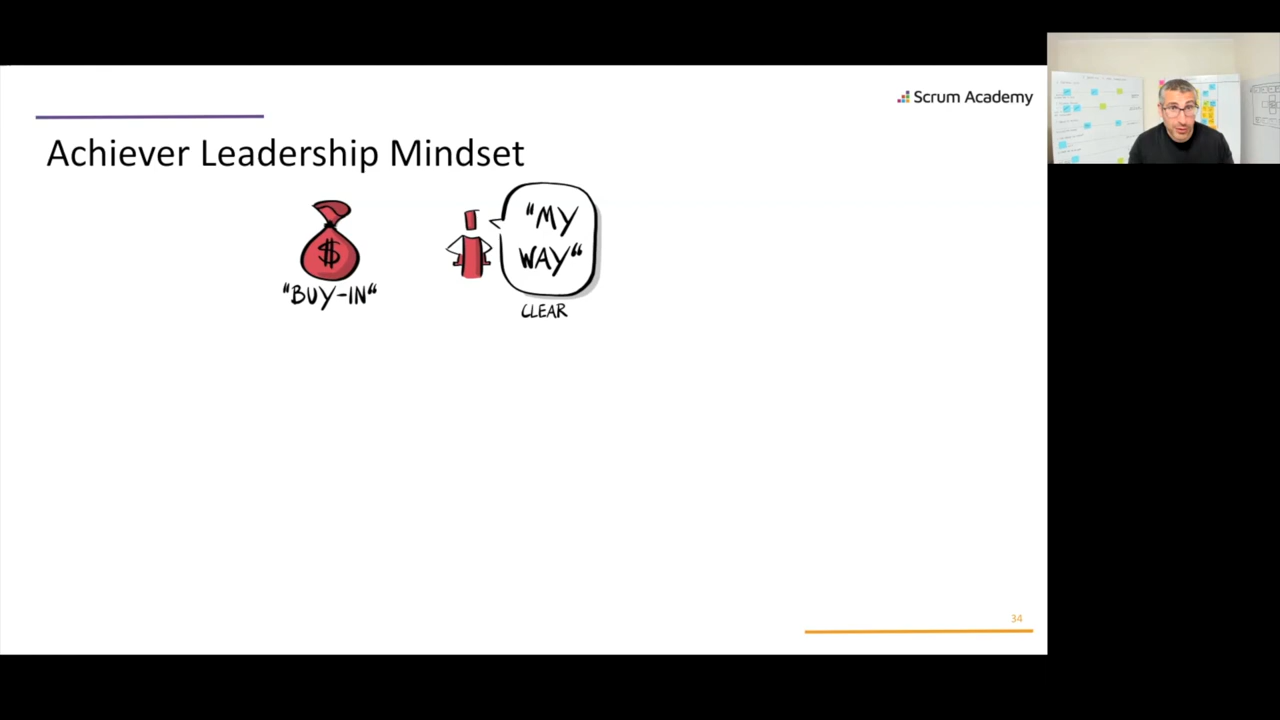 Scrum Academy
Achiever Leadership Mindset
"MY
WAY“
$
"BUY-IN“
CLEAR
34